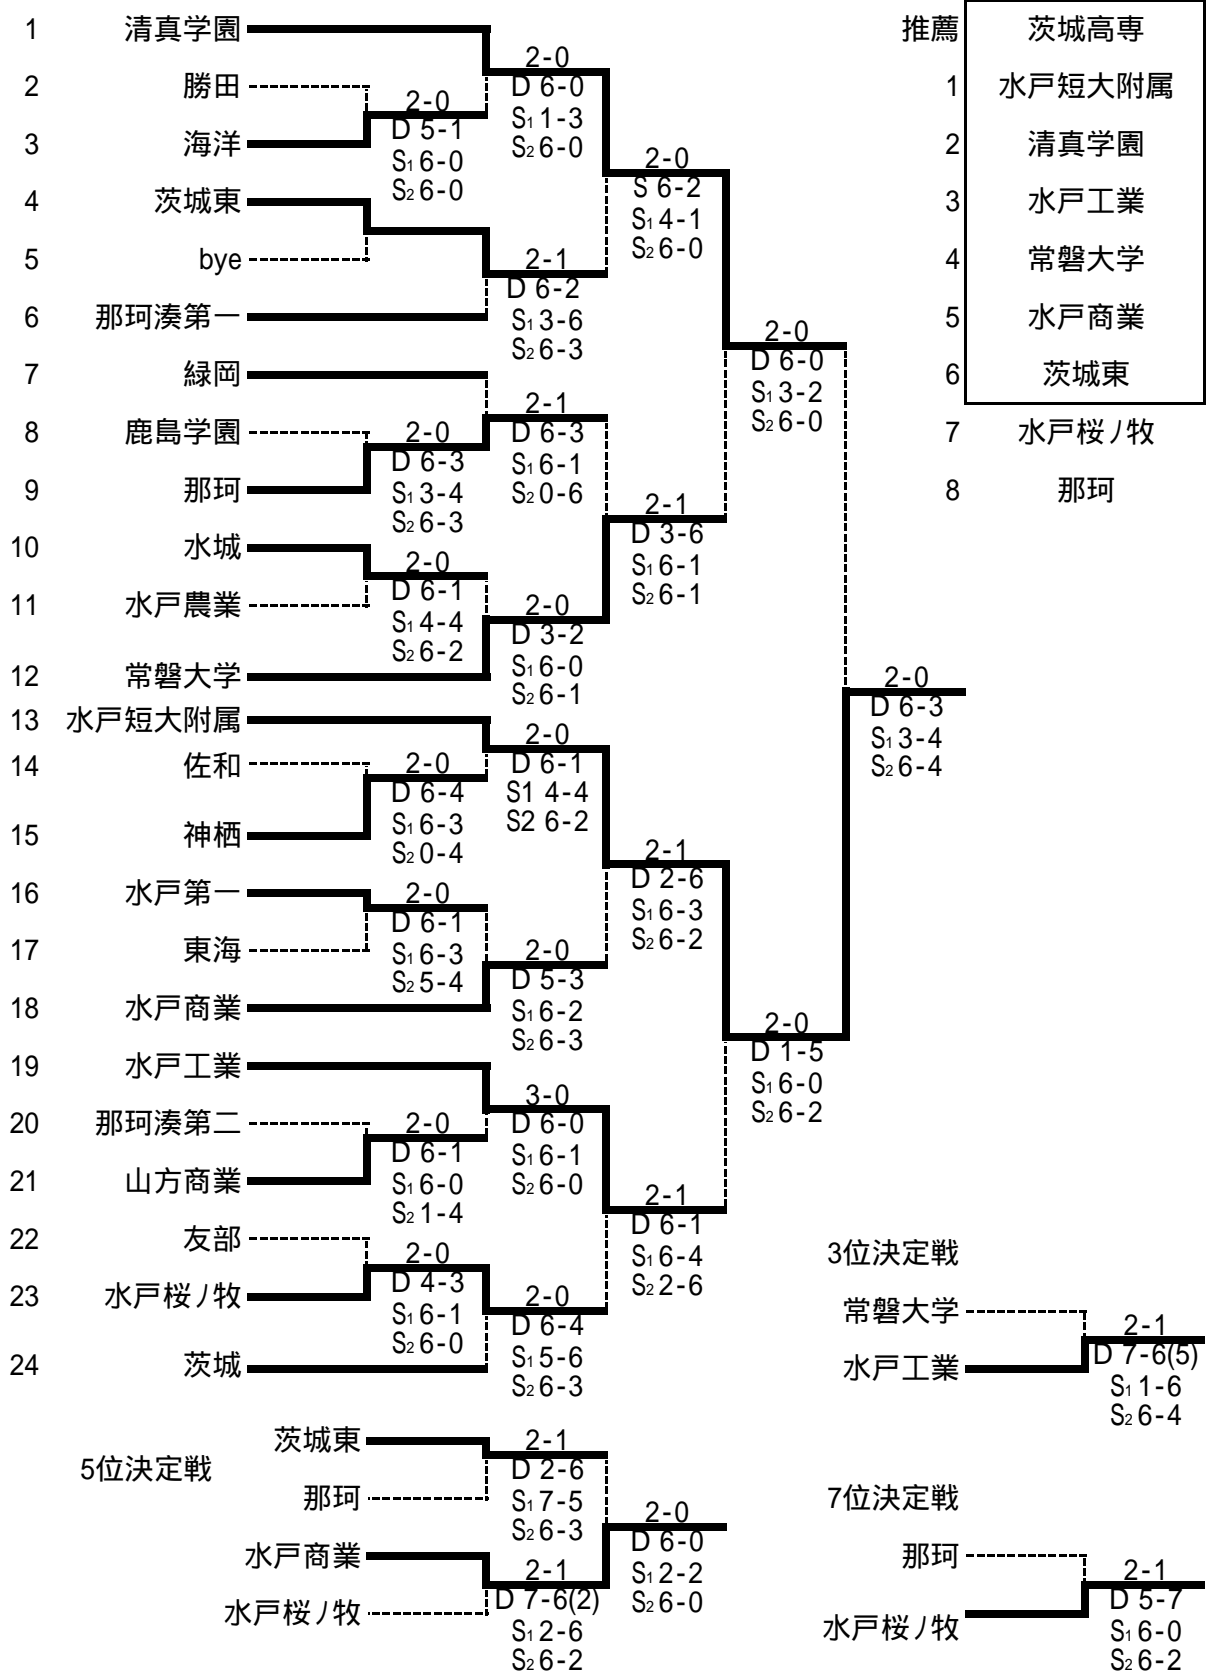 1 清真学園
2 勝田
3 海洋
4 茨城東
5 bye
6 那珂湊第一
7 緑岡
8 鹿島学園
9 那珂
10 水城
11 水戸農業
12 常磐大学
13 水戸短大附属
14 佐和
15 神栖
16 水戸第一
17 東海
18 水戸商業
19 水戸工業
20 那珂湊第二
21 山方商業
22 友部
23 水戸桜ノ牧
24 茨城
2-0
D 5-1
S1 6-0
S2 6-0
2-0
D 6-3
S1 3-4
S2 6-3
2-0
D 6-1
S1 4-4
S2 6-2
2-0
D 6-4
S1 6-3
S2 0-4
2-0
D 6-1
S1 6-3
S2 5-4
2-0
D 6-1
S1 6-0
S2 1-4
2-0
D 4-3
S1 6-1
S2 6-0
2-0
D 6-0
S1 1-3
S2 6-0
2-1
D 6-2
S1 3-6
S2 6-3
2-1
D 6-3
S1 6-1
S2 0-6
2-0
D 3-2
S1 6-0
S2 6-1
2-0
D 6-1
S1 4-4
S2 6-2
2-0
D 5-3
S1 6-2
S2 6-3
3-0
D 6-0
S1 6-1
S2 6-0
2-0
D 6-4
S1 5-6
S2 6-3
2-0
S 6-2
S1 4-1
S2 6-0
2-1
D 3-6
S1 6-1
S2 6-1
2-1
D 2-6
S1 6-3
S2 6-2
2-1
D 6-1
S1 6-4
S2 2-6
2-0
D 6-0
S1 3-2
S2 6-0
2-0
D 1-5
S1 6-0
S2 6-2
2-0
D 6-3
S1 3-4
S2 6-4
推薦 茨城高専
1 水戸短大附属
2 清真学園
3 水戸工業
4 常磐大学
5 水戸商業
6 茨城東
7 水戸桜ノ牧
8 那珂
3位決定戦
常磐大学
水戸工業
2-1
D 7-6(5)
S1 1-6
S2 6-4
5位決定戦
茨城東
那珂
水戸商業
水戸桜ノ牧
2-1
D 2-6
S1 7-5
S2 6-3
2-1
D 7-6(2)
S1 2-6
S2 6-2
2-0
D 6-0
S1 2-2
S2 6-0
7位決定戦
那珂
水戸桜ノ牧
2-1
D 5-7
S1 6-0
S2 6-2